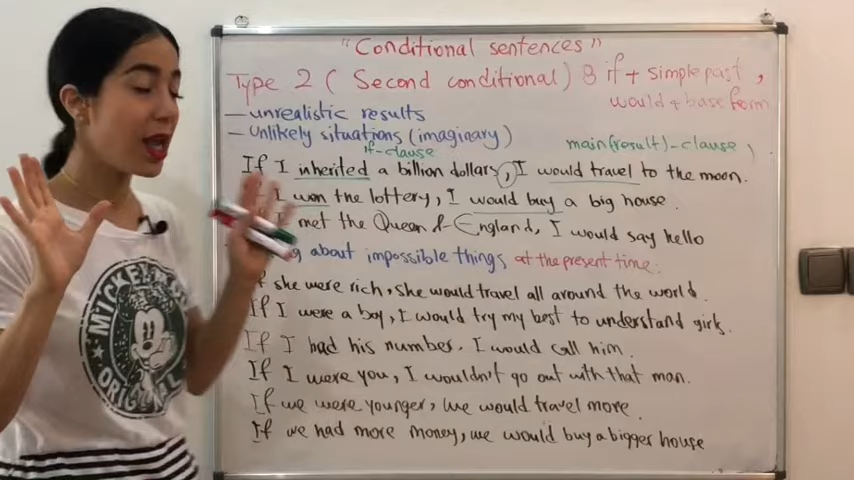 "Conditional sentences"
Type 2 (Second conditional) : if + simple past,
would + base form
— unrealistic results
— Unlikely situations (imaginary)
if-clause main (result)-clause
If I inherited a billion dollars, I would travel to the moon.
I won the lottery, I would buy a big house.
I met the Queen of England, I would say hello
about impossible things at the present time:
If she were rich, she would travel all around the world.
If I were a boy, I would try my best to understand girls.
If I had his number. I would call him.
If I were you, I wouldn't go out with that man.
If we were younger, we would travel more.
If we had more money, we would buy a bigger house
MICKEY
ORIGINAL